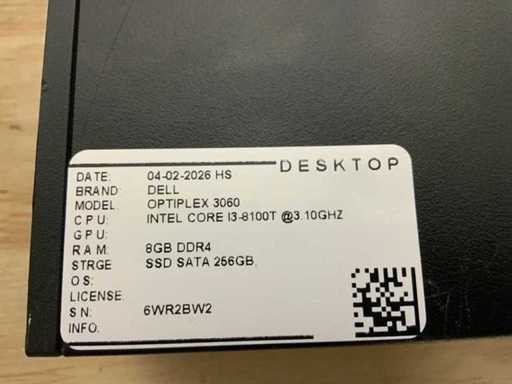 DESKTOP
DATE: 04-02-2026 HS
BRAND: DELL
MODEL: OPTIPLEX 3060
CPU: INTEL CORE I3-8100T @3.10GHZ
GPU:
RAM: 8GB DDR4
STRGE SSD SATA 256GB,
OS:
LICENSE:
SN: 6WR2BW2
INFO.